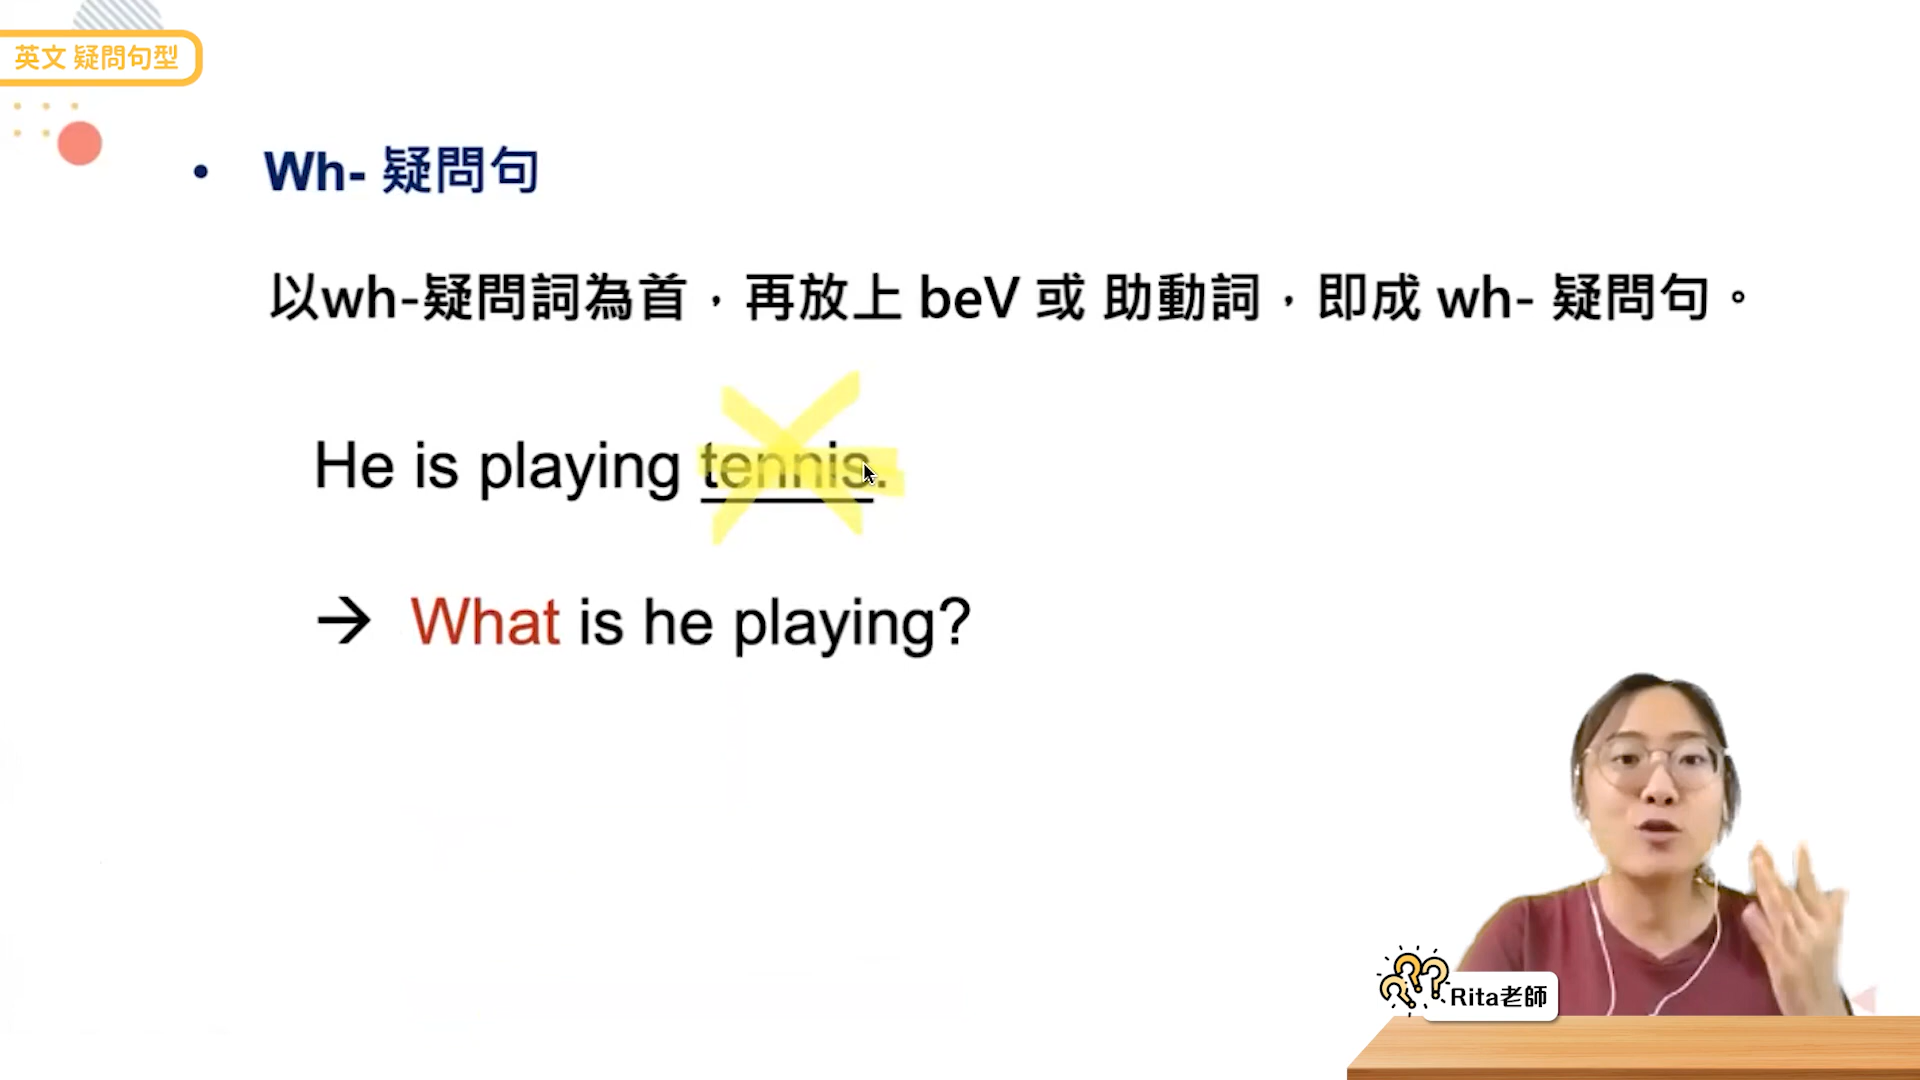 英文 疑問句型
• Wh- 疑問句
以wh-疑問詞為首，再放上 beV 或 助動詞，即成 wh- 疑問句。
He is playing tennis.
→ What is he playing?
Rita老師